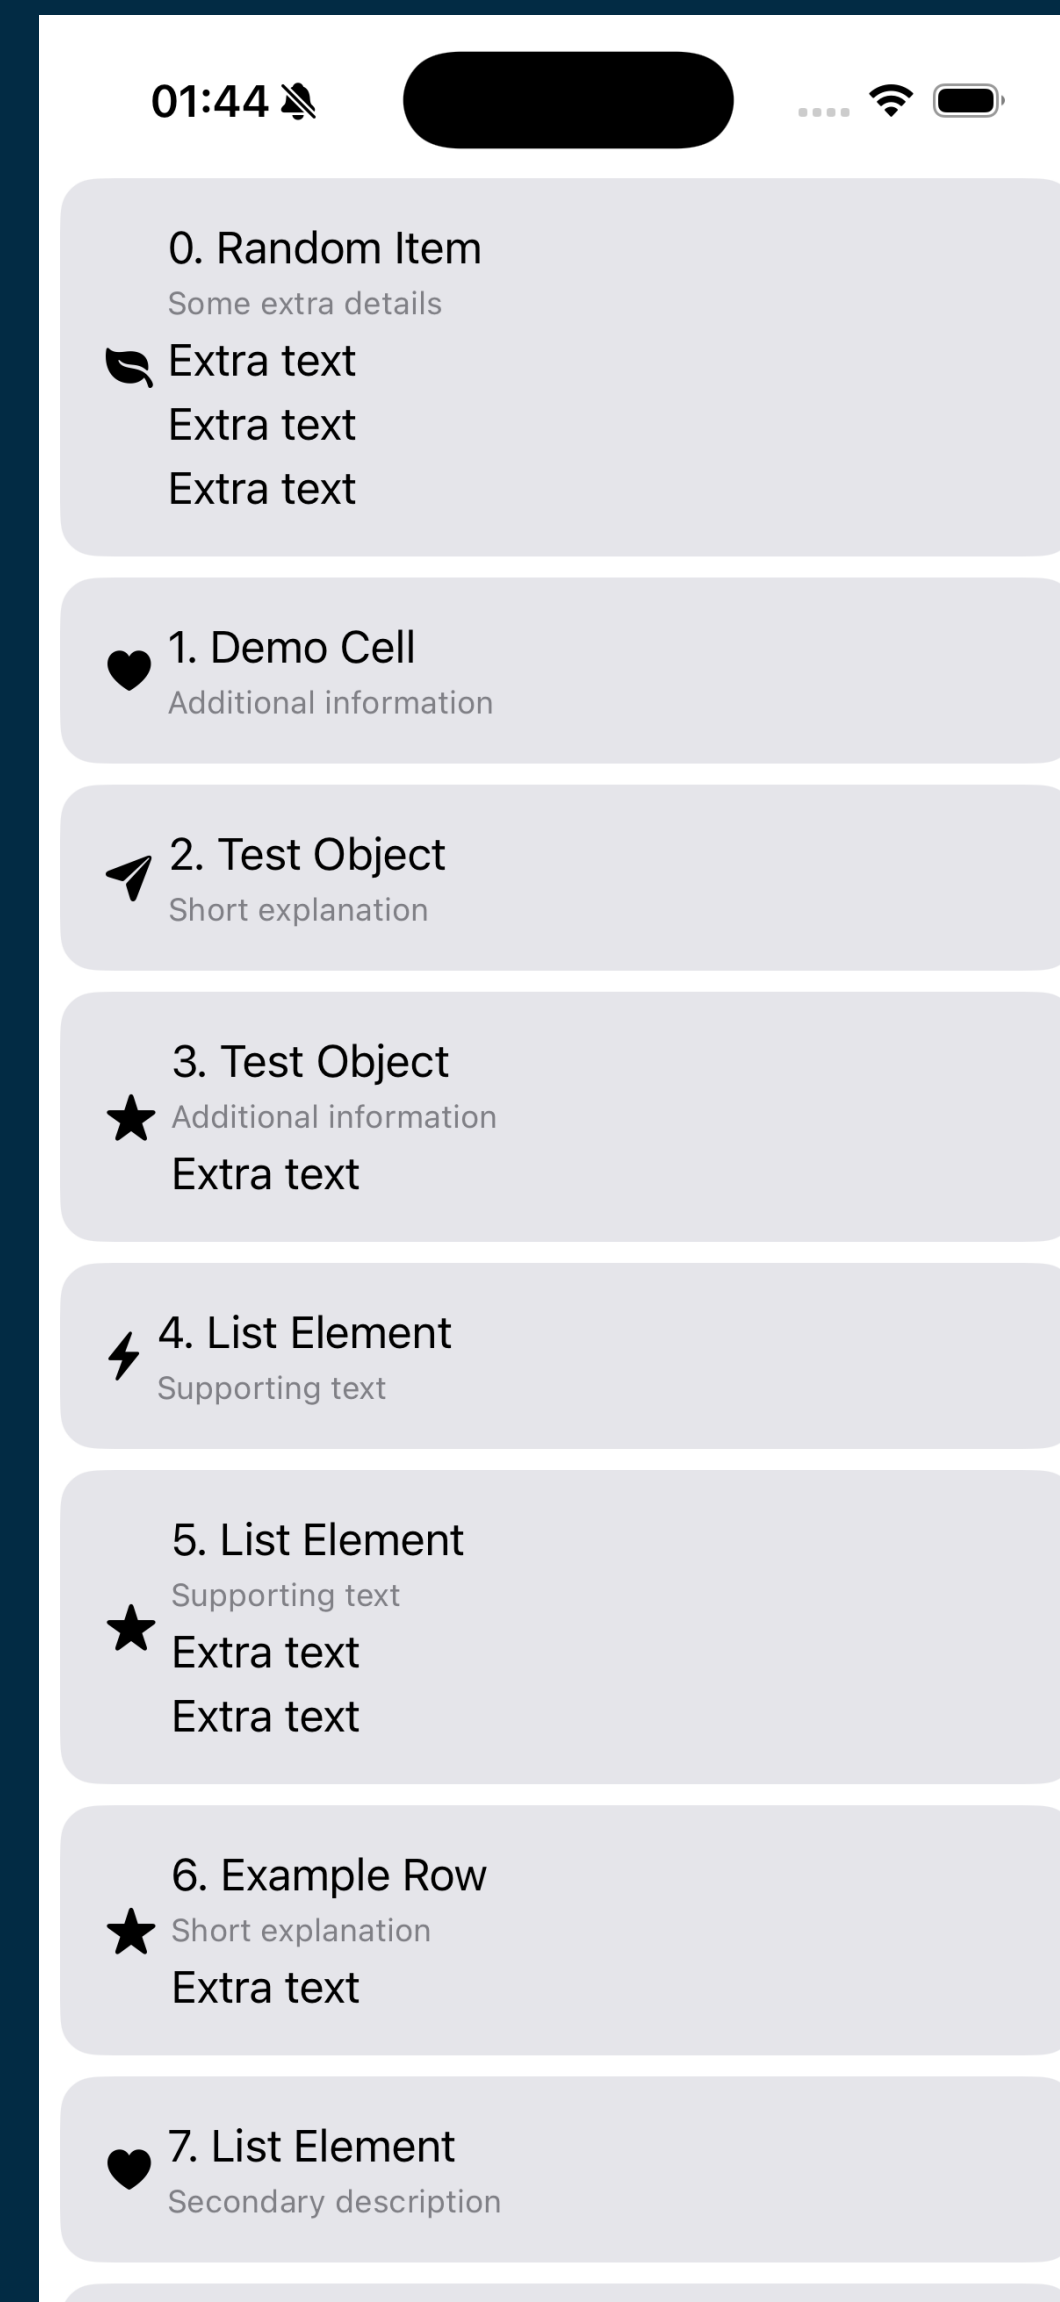 01:44
0. Random Item
Some extra details
Extra text
Extra text
Extra text
1. Demo Cell
Additional information
2. Test Object
Short explanation
3. Test Object
Additional information
Extra text
4. List Element
Supporting text
5. List Element
Supporting text
Extra text
Extra text
6. Example Row
Short explanation
Extra text
7. List Element
Secondary description